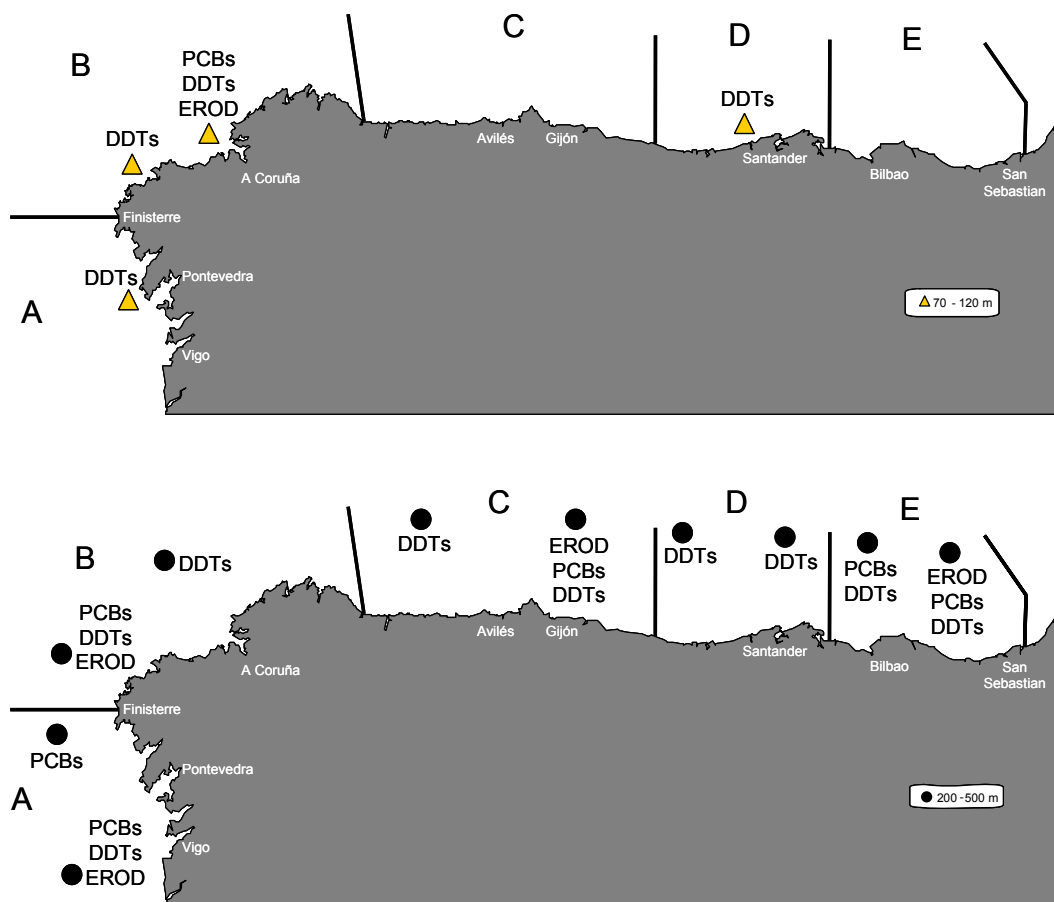 C
D
E
B
PCBs
DDTs
EROD
DDTs
DDTs
Avilés
Gijón
Santander
A Coruña
Bilbao
San
Sebastian
Finisterre
DDTs
Pontevedra
A
70 - 120 m
Vigo
C
D
E
B
DDTs
DDTs
EROD
PCBs
DDTs
DDTs
DDTs
PCBs
DDTs
EROD
PCBs
DDTs
PCBs
DDTs
EROD
Avilés
Gijón
Santander
A Coruña
Bilbao
San
Sebastian
Finisterre
PCBs
Pontevedra
A
200 -500 m
PCBs
DDTs
EROD
Vigo